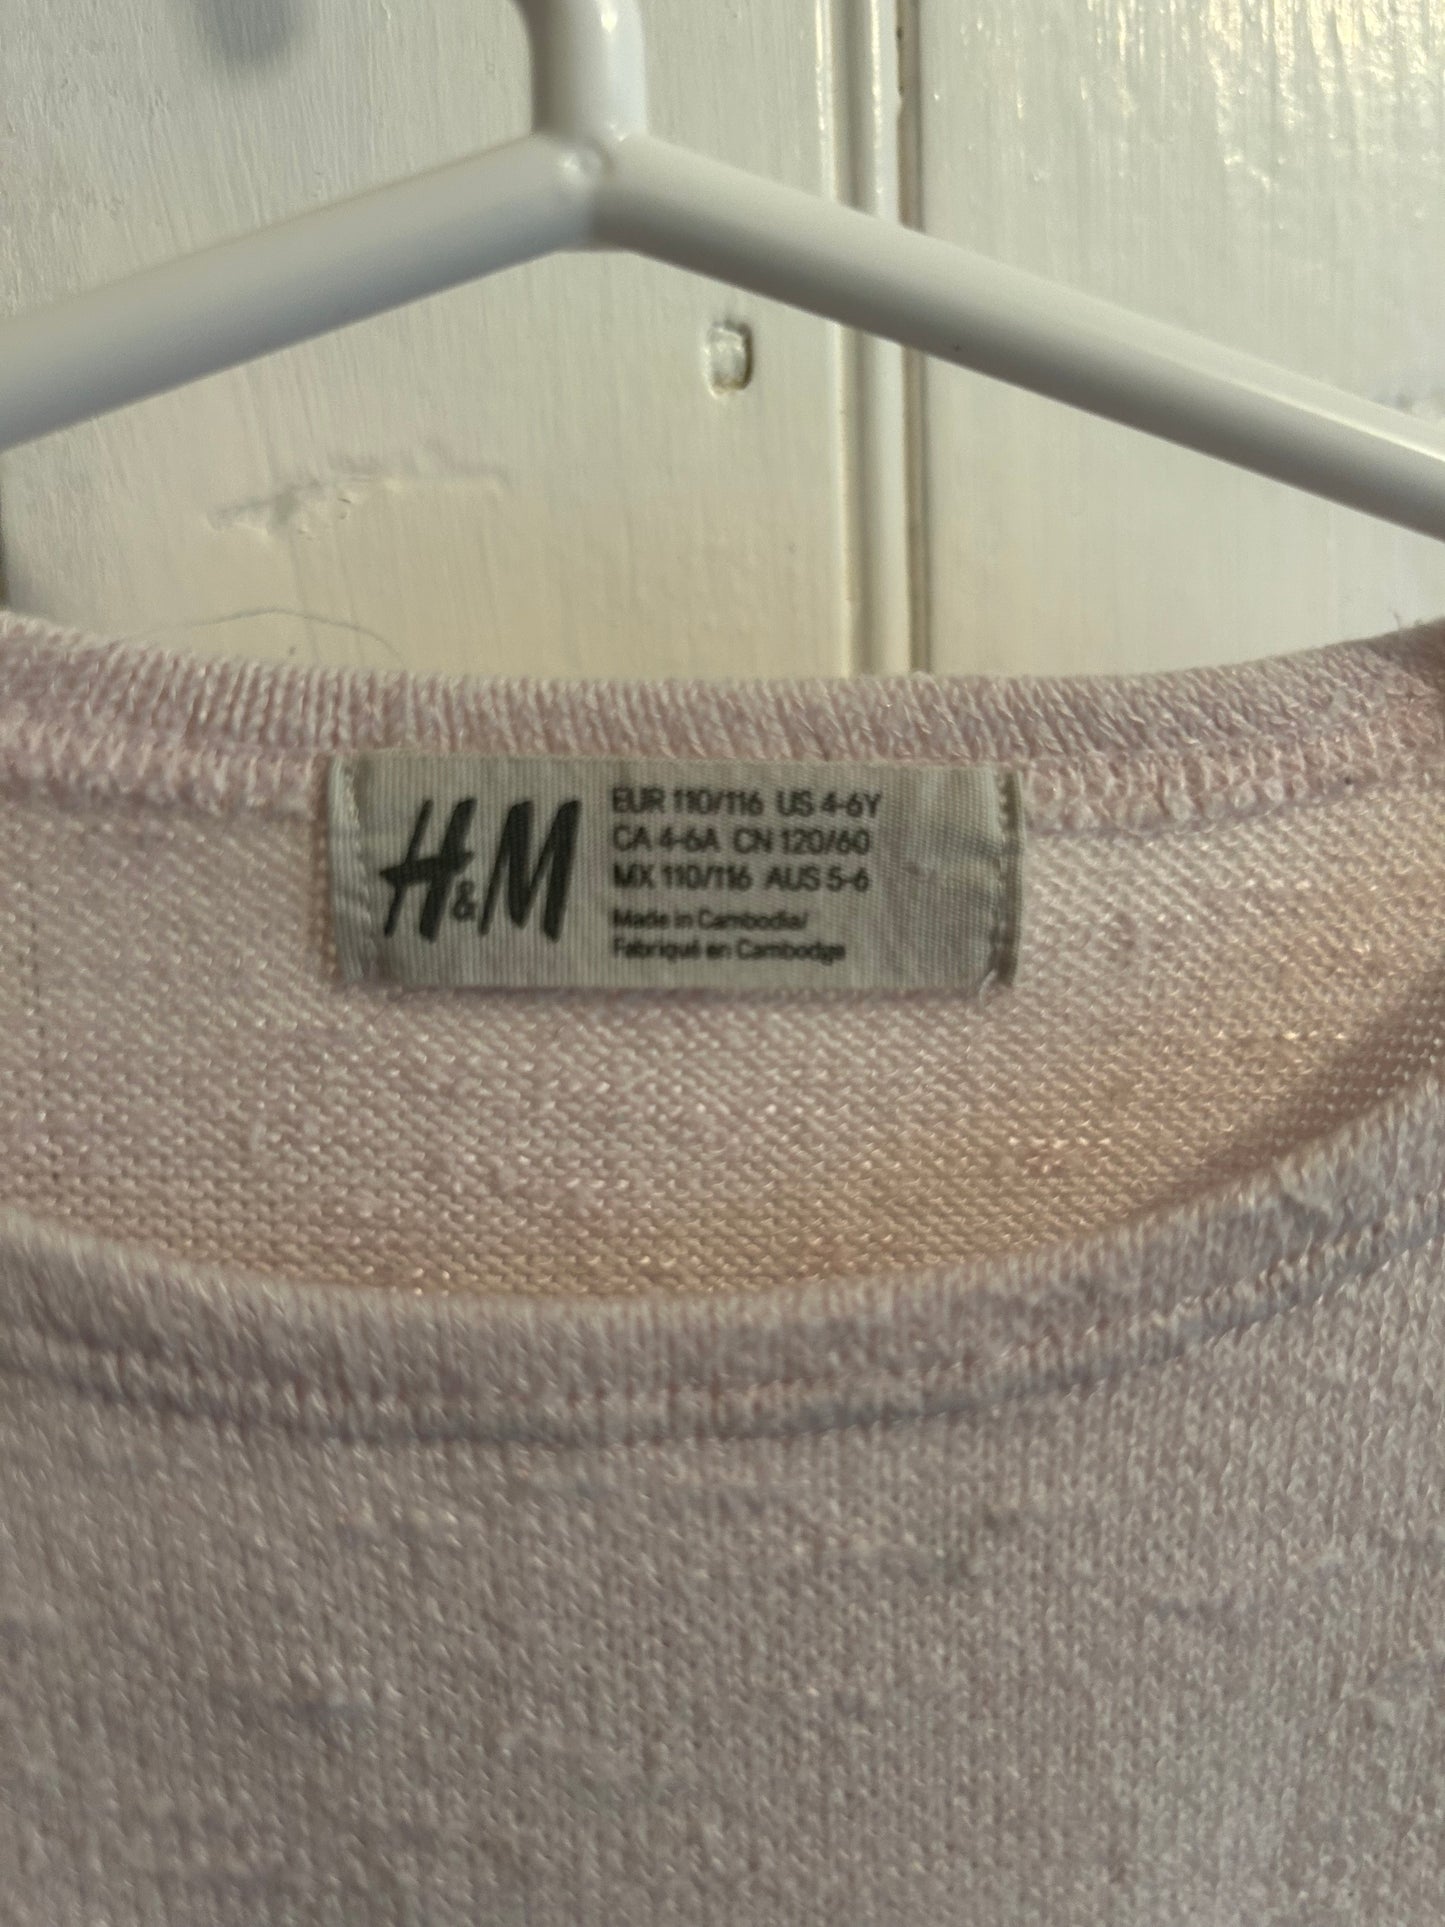 H&M
EUR 110/116 US 4-6Y
CA 4-6A CN 120/60
MX 110/116 AUS 5-6
Made in Cambodia/
Fabriqué en Cambodge